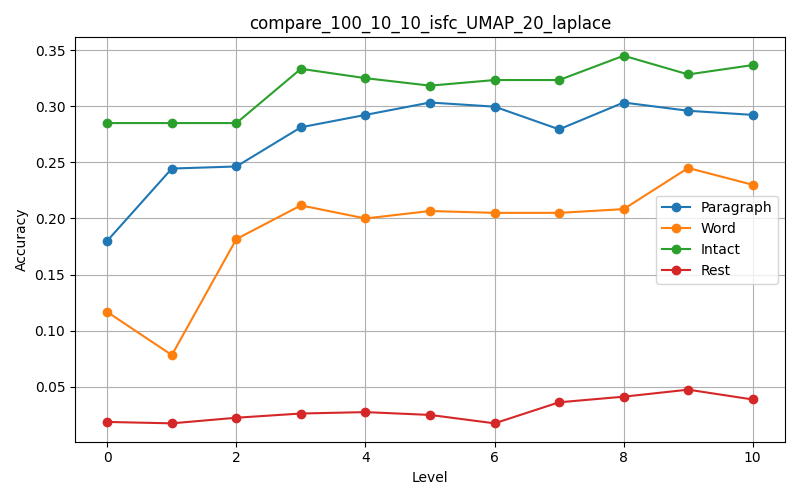 compare_100_10_10_isfc_UMAP_20_laplace
0.35
0.30
0.25
0.20
0.15
0.10
0.05
Accuracy
Paragraph
Word
Intact
Rest
0 2 4 6 8 10
Level